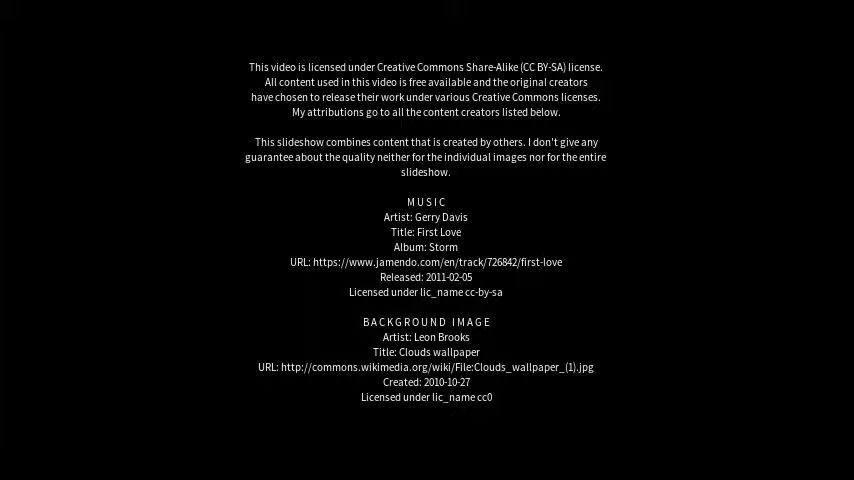 This video is licensed under Creative Commons Share-Alike (CC BY-SA) license.
All content used in this video is free available and the original creators
have chosen to release their work under various Creative Commons licenses.
My attributions go to all the content creators listed below.
This slideshow combines content that is created by others. I don't give any
guarantee about the quality neither for the individual images nor for the entire
slideshow.
M U S I C
Artist: Gerry Davis
Title: First Love
Album: Storm
URL: https://www.jamendo.com/en/track/726842/first-love
Released: 2011-02-05
Licensed under lic_name cc-by-sa
B A C K G R O U N D   I M A G E
Artist: Leon Brooks
Title: Clouds wallpaper
URL: http://commons.wikimedia.org/wiki/File:Clouds_wallpaper_(1).jpg
Created: 2010-10-27
Licensed under lic_name cc0